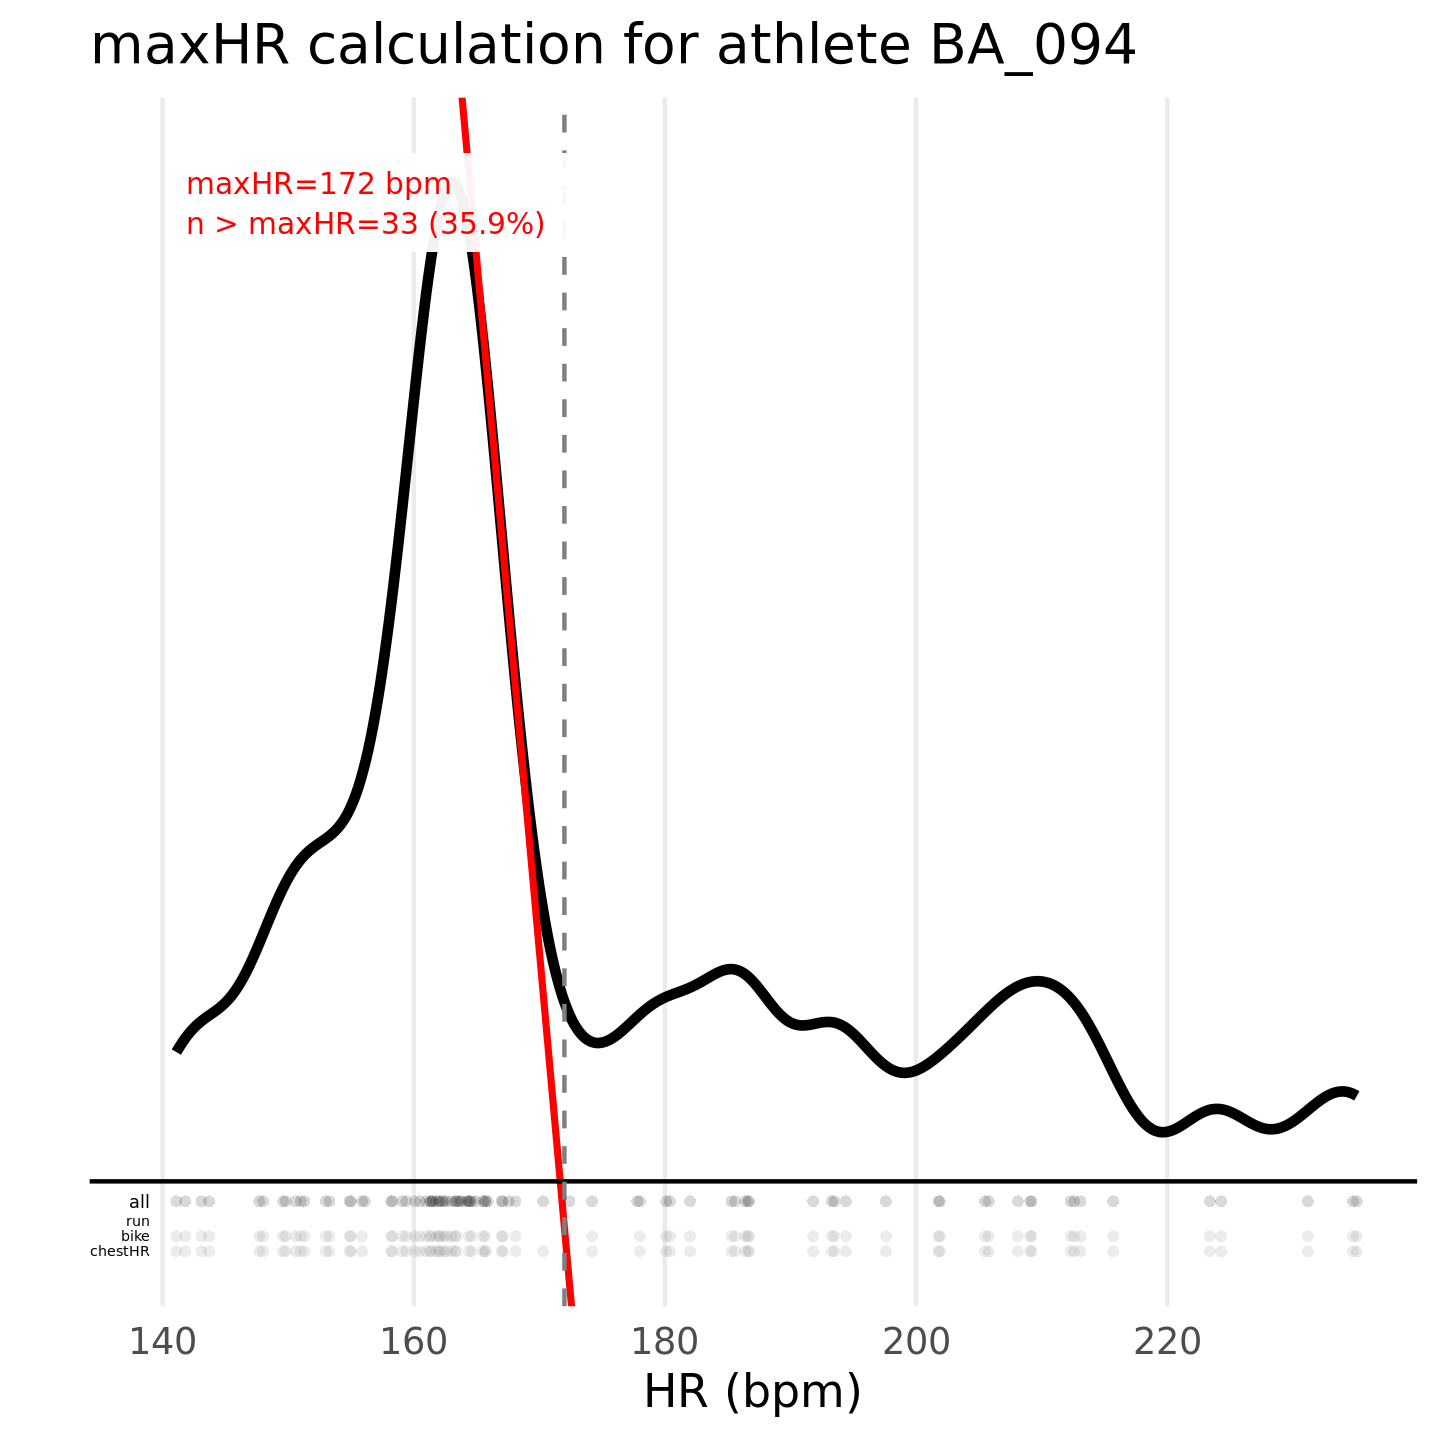 maxHR calculation for athlete BA_094
maxHR=172 bpm
n > maxHR=33 (35.9%)
all
run
bike
chestHR
140 160 180 200 220
HR (bpm)